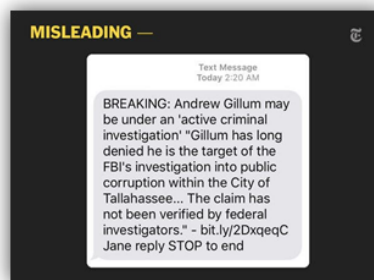 MISLEADING —
Text Message
Today 2:20 AM
BREAKING: Andrew Gillum may
be under an 'active criminal
investigation' "Gillum has long
denied he is the target of the
FBI's investigation into public
corruption within the City of
Tallahassee... The claim has
not been verified by federal
investigators." - bit.ly/2DxqeqC
Jane reply STOP to end